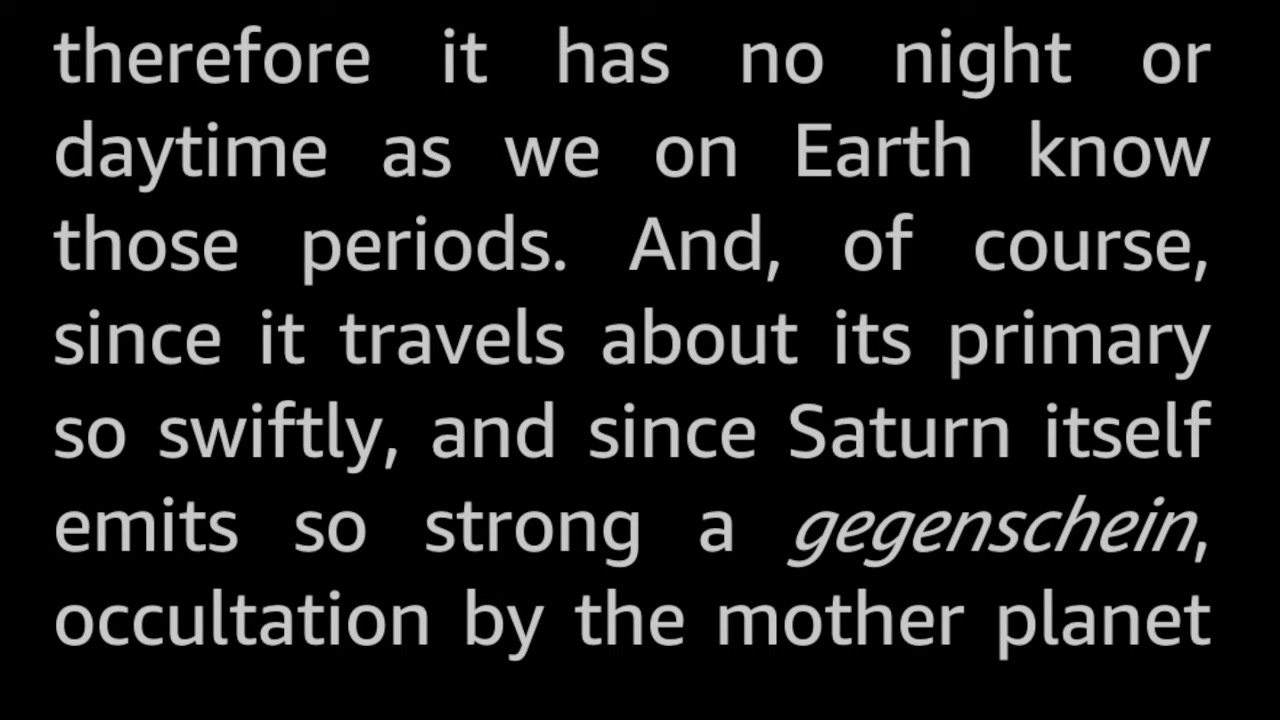 therefore it has no night or
daytime as we on Earth know
those periods. And, of course,
since it travels about its primary
so swiftly, and since Saturn itself
emits so strong a gegenschein,
occultation by the mother planet